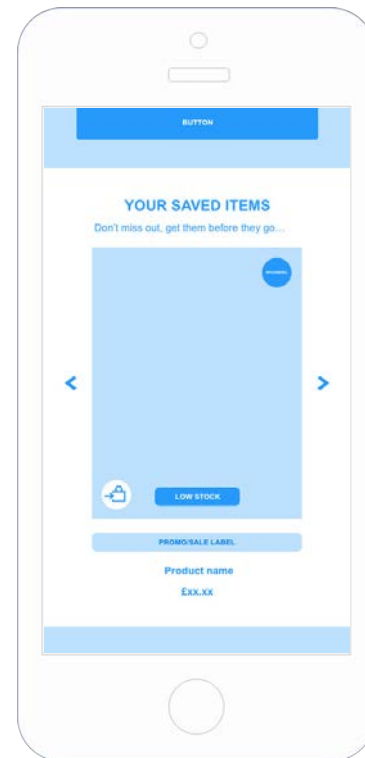 BUTTON
YOUR SAVED ITEMS
Don't miss out, get them before they go...
LOW STOCK
PROMO/SALE LABEL
Product name
£xx.xx